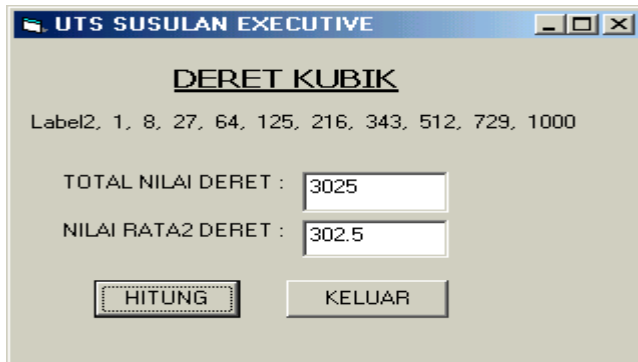 UTS SUSULAN EXECUTIVE
DERET KUBIK
Label2, 1, 8, 27, 64, 125, 216, 343, 512, 729, 1000
TOTAL NILAI DERET : 3025
NILAI RATA2 DERET : 302.5
HITUNG KELUAR